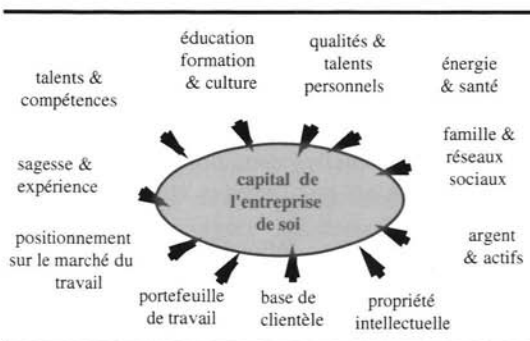 éducation
formation
& culture
qualités &
talents
personnels
énergie
& santé
talents &
compétences
famille &
réseaux
sociaux
sagesse &
expérience
capital de
l'entreprise
de soi
positionnement
sur le marché du
travail
argent
& actifs
portefeuille
de travail
base de
clientèle
propriété
intellectuelle